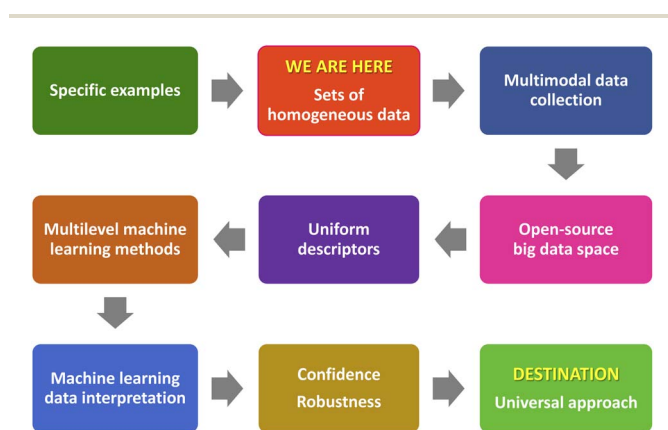 Specific examples
WE ARE HERE
Sets of
homogeneous data
Multimodal data
collection
Multilevel machine
learning methods
Uniform
descriptors
Open-source
big data space
Machine learning
data interpretation
Confidence
Robustness
DESTINATION
Universal approach